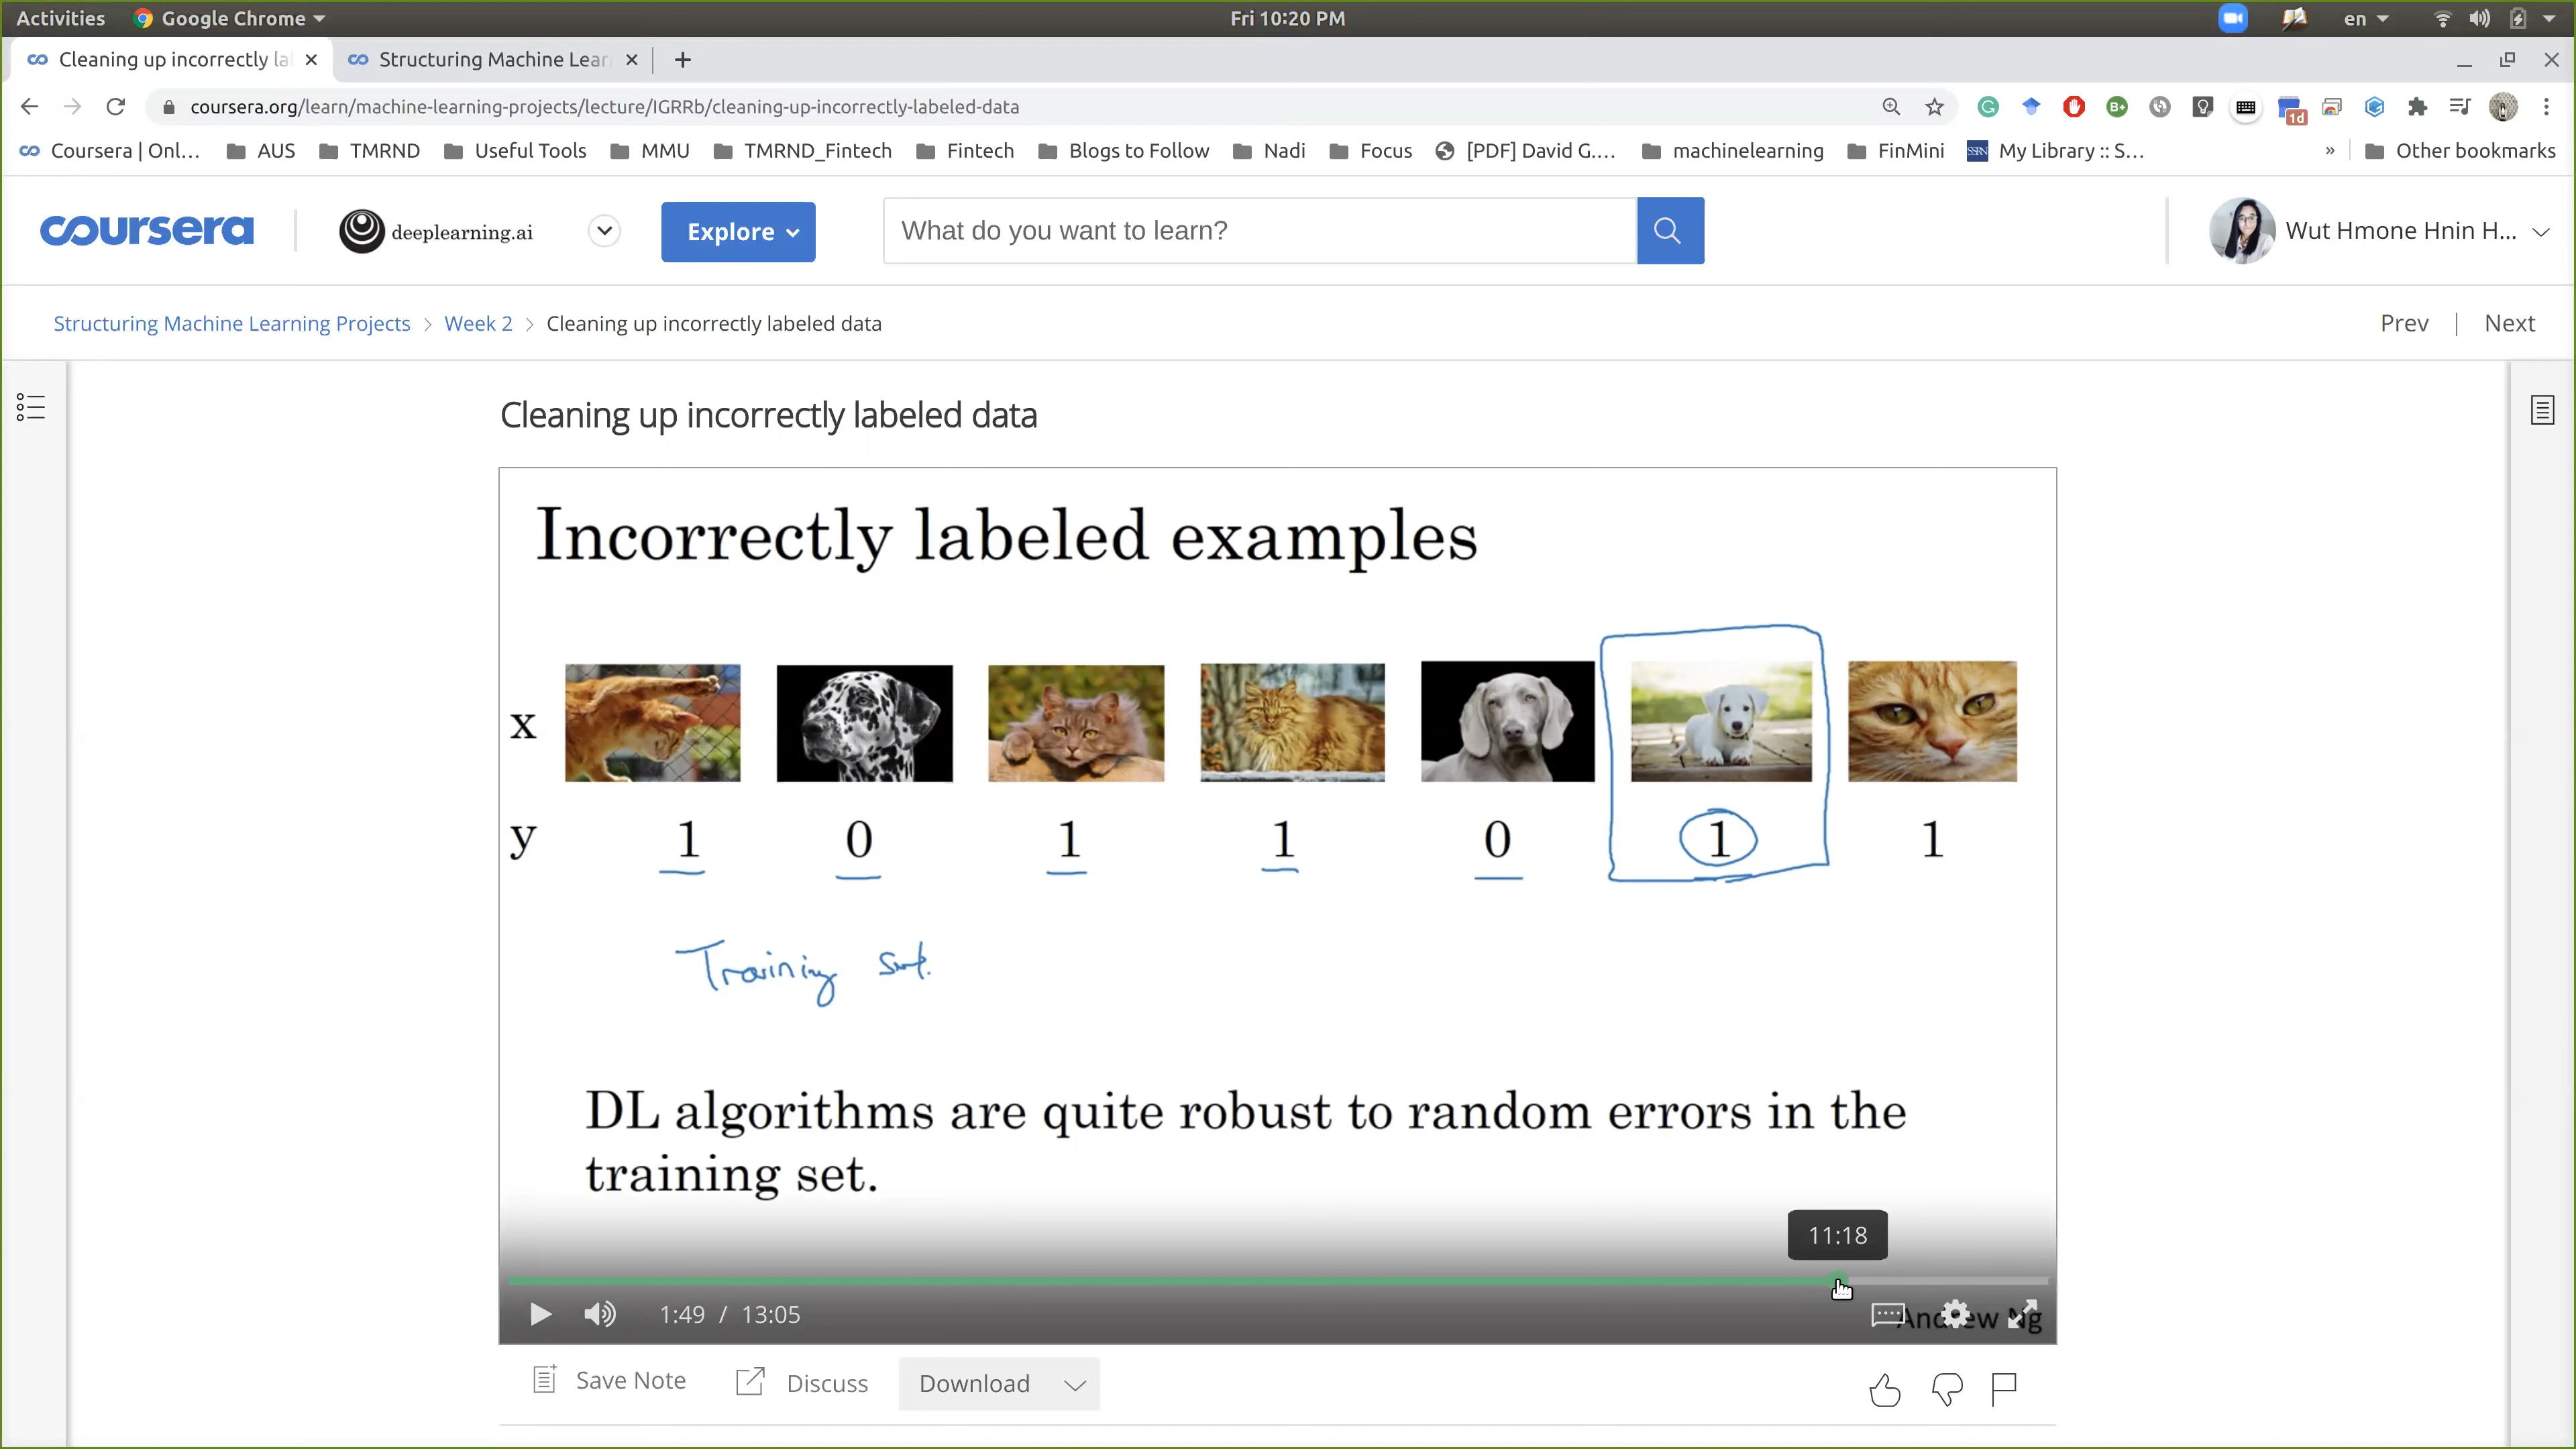 Activities Google Chrome Fri 10:20 PM en
Cleaning up incorrectly la Structuring Machine Lear
coursera.org/learn/machine-learning-projects/lecture/IGRRb/cleaning-up-incorrectly-labeled-data B+ 1d
Coursera | Onl... AUS TMRND Useful Tools MMU TMRND_Fintech Fintech Blogs to Follow Nadi Focus [PDF] David G.... machinelearning FinMini SSRN My Library :: S... » Other bookmarks
coursera deeplearning.ai Explore What do you want to learn? Wut Hmone Hnin H...
Structuring Machine Learning Projects > Week 2 > Cleaning up incorrectly labeled data Prev | Next
Cleaning up incorrectly labeled data
Incorrectly labeled examples
x
y 1 0 1 1 0 1 1
Training set.
DL algorithms are quite robust to random errors in the
training set.
11:18
1:49 / 13:05 Andrew Ng
Save Note Discuss Download